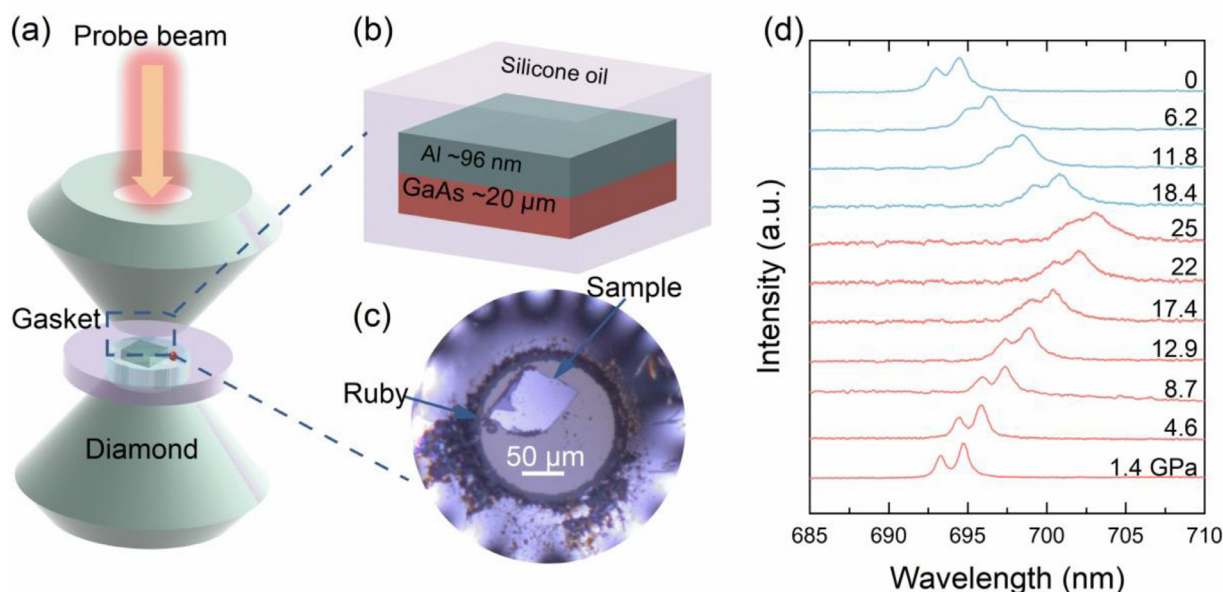 (a)
Probe beam
Gasket
Diamond
(b)
Silicone oil
Al ~96 nm
GaAs ~20 μm
(c)
Sample
Ruby
50 μm
(d)
Intensity (a.u.)
0
6.2
11.8
18.4
25
22
17.4
12.9
8.7
4.6
1.4 GPa
685 690 695 700 705 710
Wavelength (nm)